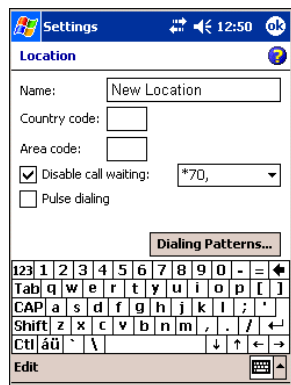 Settings 12:50 ok
Location ?
Name: New Location
Country code:
Area code:
Disable call waiting: *70,
Pulse dialing
Dialing Patterns...
123 1 2 3 4 5 6 7 8 9 0 - =
Tab q w e r t y u i o p [ ]
CAP a s d f g h j k l ; '
Shift z x c v b n m , . /
Ctl áü ` \ ↓ ↑ ← →
Edit